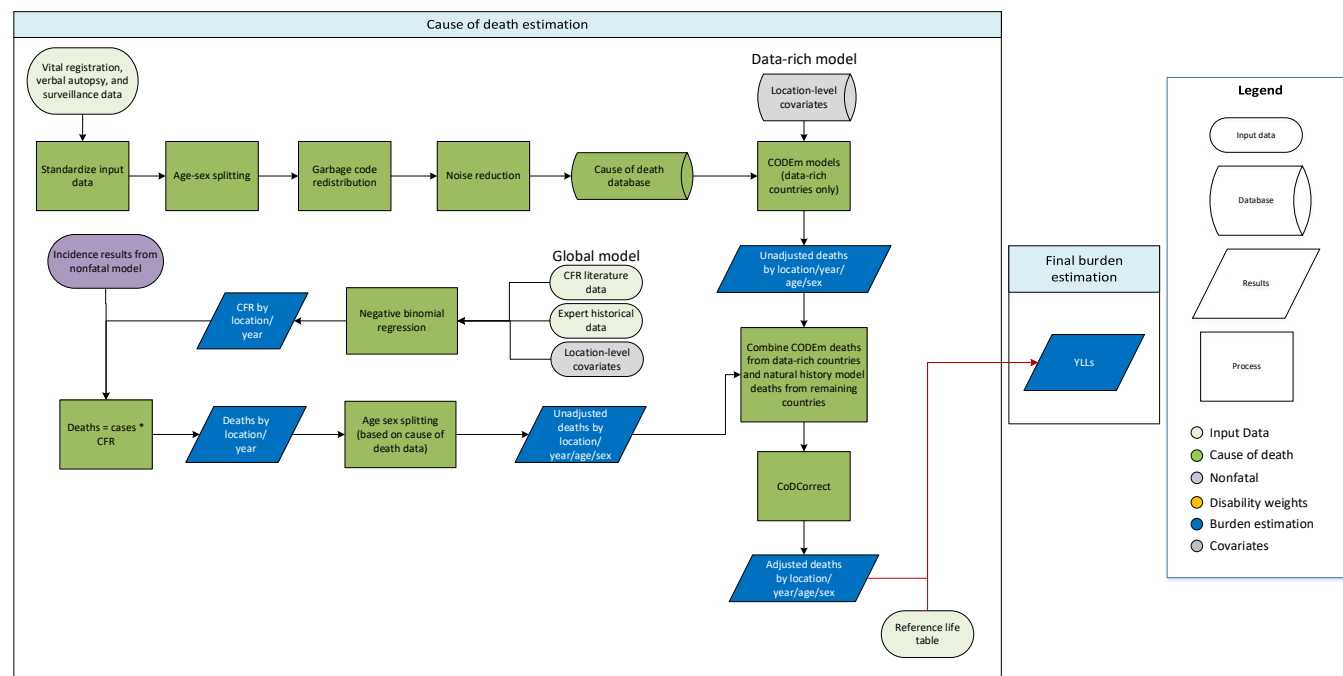 Cause of death estimation
Vital registration,
verbal autopsy, and
surveillance data
Data-rich model
Location-level
covariates
Standardize input
data
Age-sex splitting
Garbage code
redistribution
Noise reduction
Cause of death
database
CODEm models
(data-rich
countries only)
Incidence results from
nonfatal model
Global model
CFR literature
data
Expert historical
data
Location-level
covariates
Negative binomial
regression
CFR by
location/
year
Unadjusted deaths
by location/year/
age/sex
Combine CODEm deaths
from data-rich countries
and natural history model
deaths from remaining
countries
Deaths = cases *
CFR
Deaths by
location/
year
Age sex splitting
(based on cause of
death data)
Unadjusted
deaths by
location/
year/age/sex
CoDCorrect
Adjusted deaths
by location/
year/age/sex
Reference life
table
Final burden
estimation
YLLs
Legend
Input data
Database
Results
Process
Input Data
Cause of death
Nonfatal
Disability weights
Burden estimation
Covariates